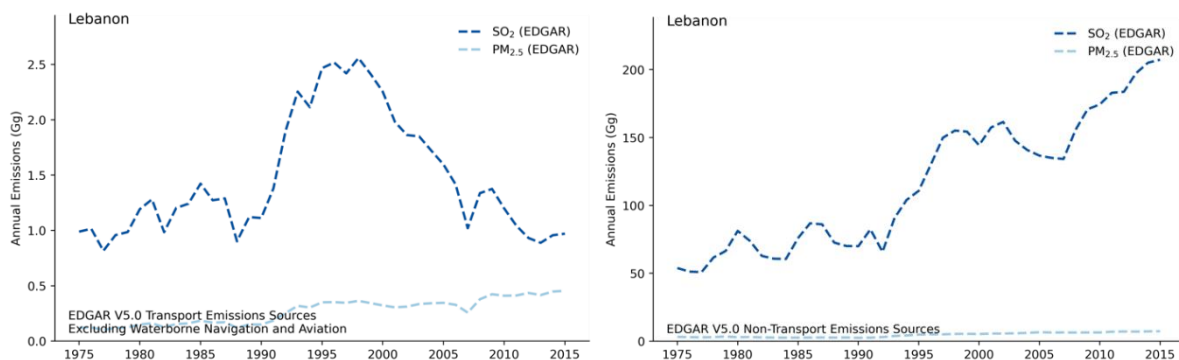 Lebanon
SO₂ (EDGAR)
PM₂.₅ (EDGAR)
Annual Emissions (Gg)
2.5
2.0
1.5
1.0
0.5
0.0
EDGAR V5.0 Transport Emissions Sources
Excluding Waterborne Navigation and Aviation
1975 1980 1985 1990 1995 2000 2005 2010 2015
Lebanon
SO₂ (EDGAR)
PM₂.₅ (EDGAR)
Annual Emissions (Gg)
200
150
100
50
0
EDGAR V5.0 Non-Transport Emissions Sources
1975 1980 1985 1990 1995 2000 2005 2010 2015